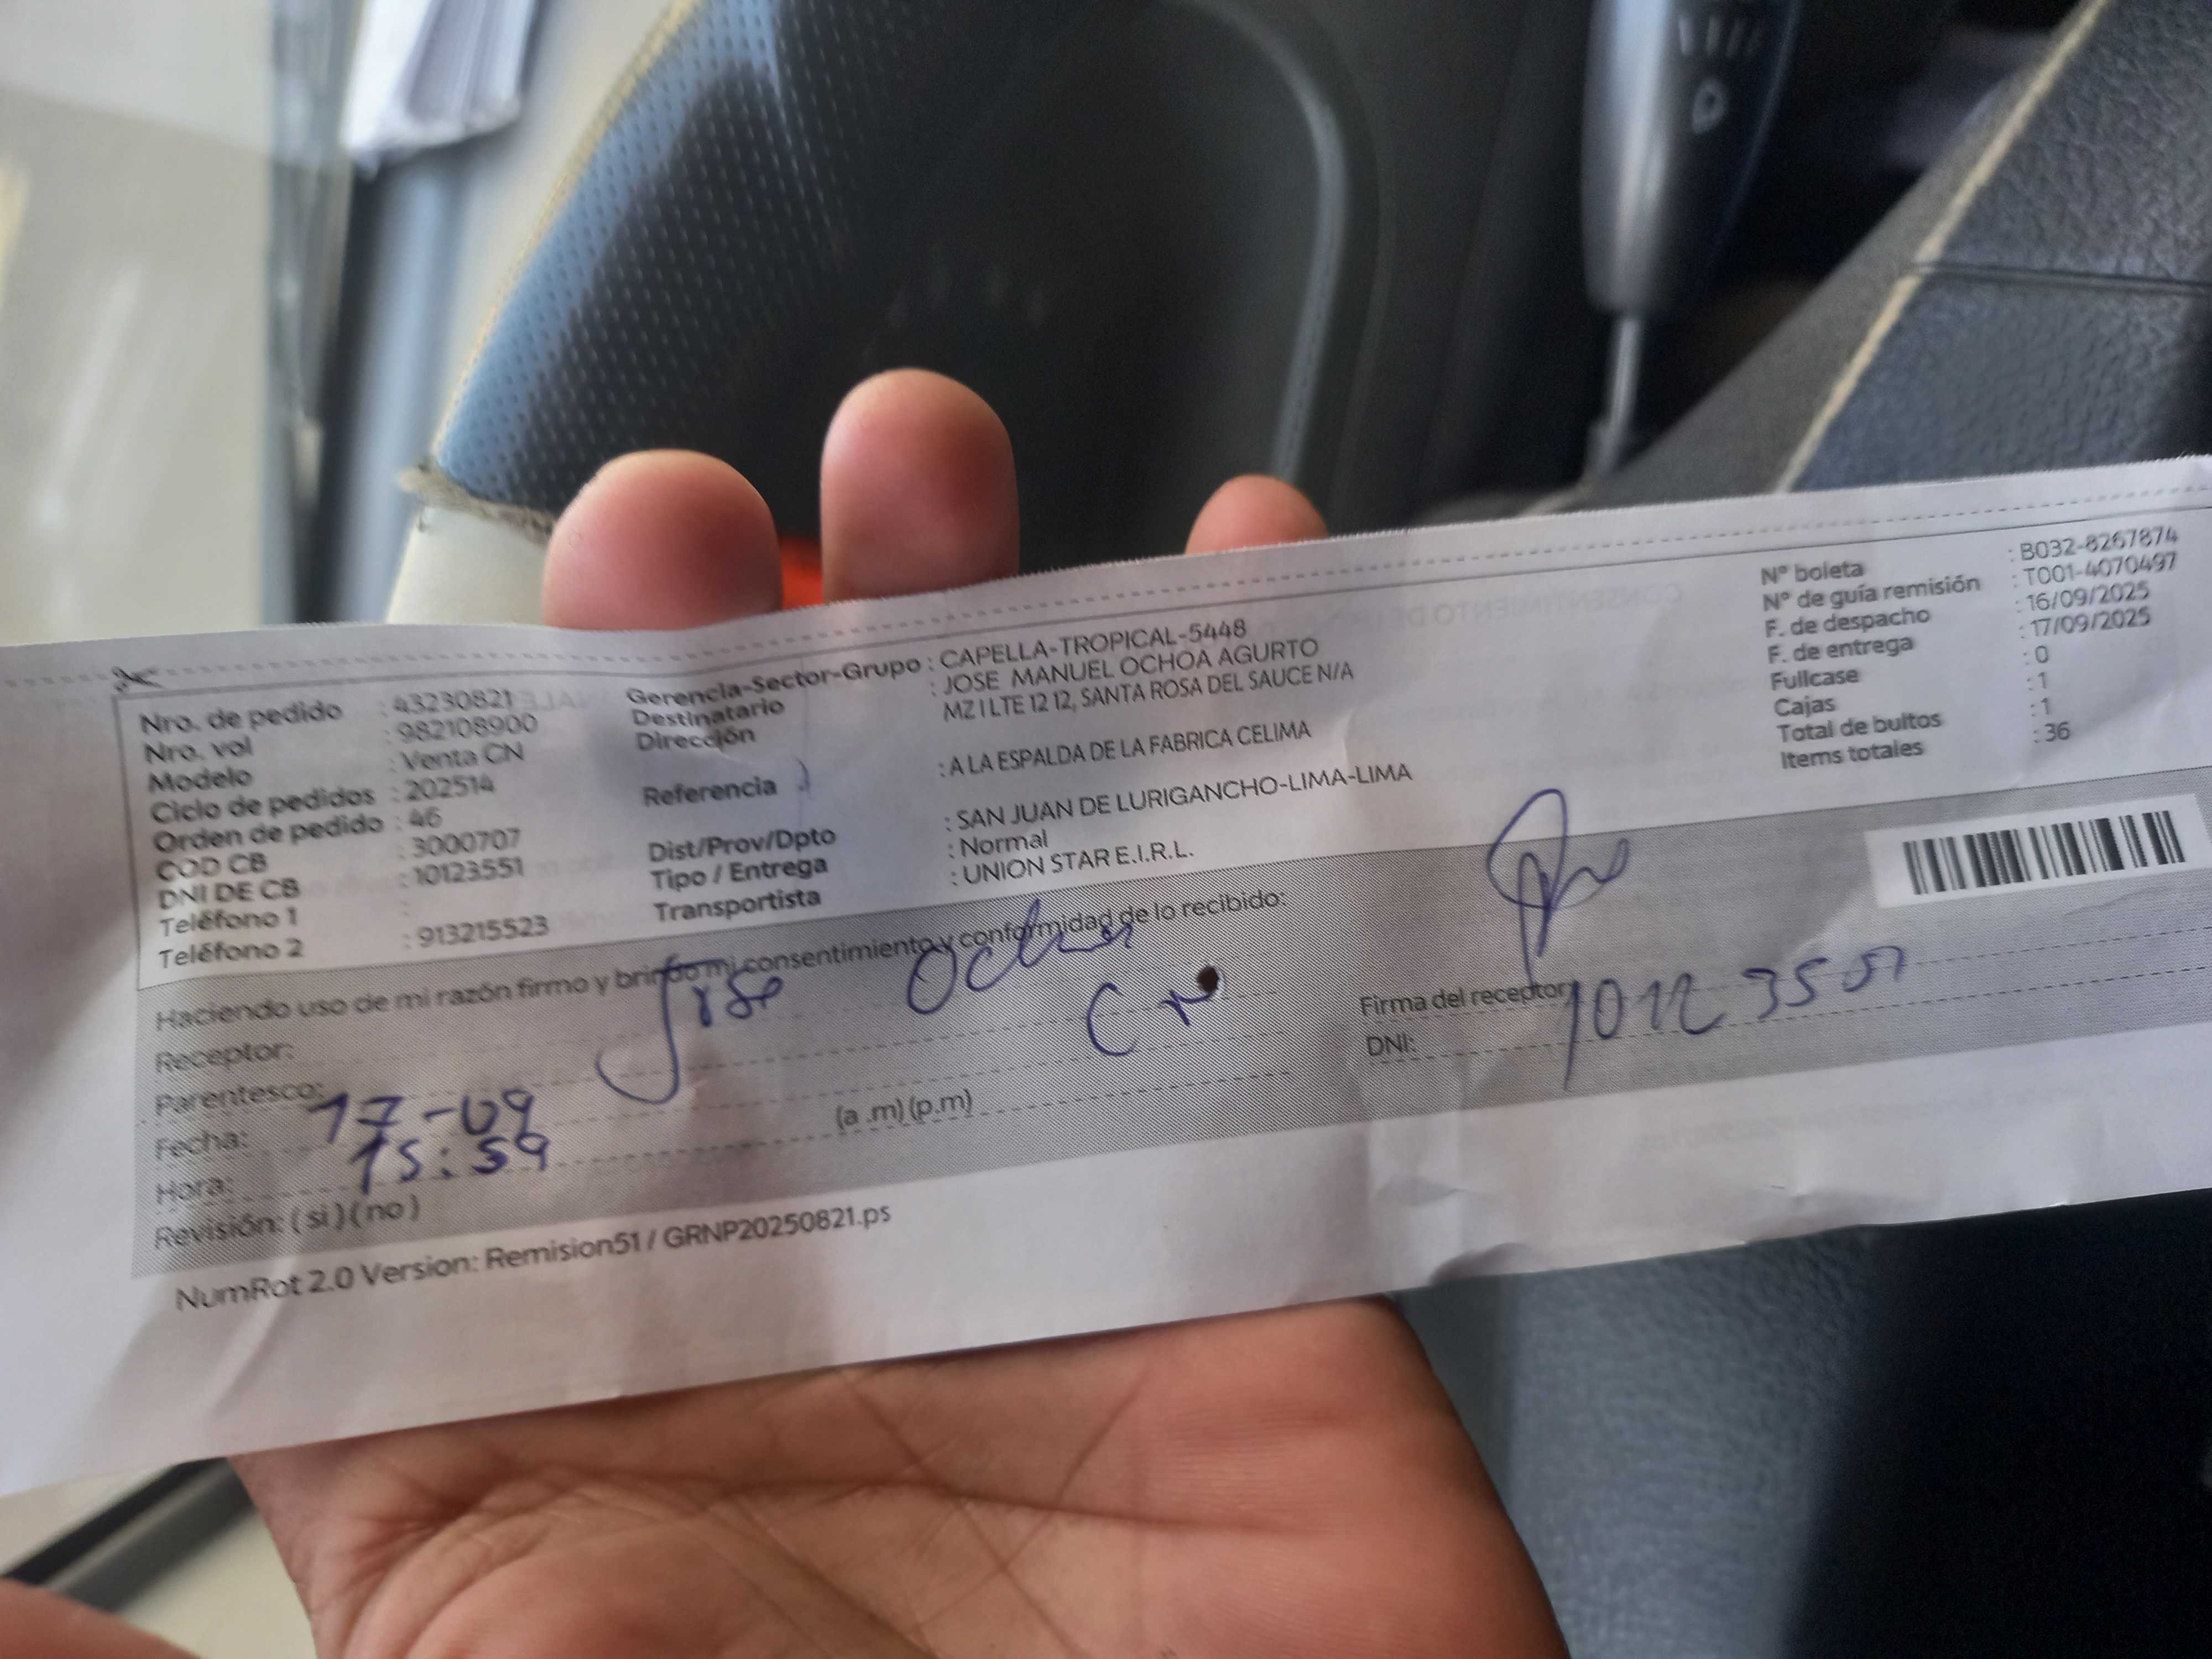 Nro. de pedido : 43230821
Nro. vol : 982108900
Modelo : Venta CN
Ciclo de pedidos : 202514
Orden de pedido : 46
COD CB : 3000707
DNI DE CB : 10123551
Teléfono 1 :
Teléfono 2 : 913215523
Gerencia-Sector-Grupo : CAPELLA-TROPICAL-5448
Destinatario : JOSE MANUEL OCHOA AGURTO
Dirección MZ I LTE 12 12, SANTA ROSA DEL SAUCE N/A
Referencia : A LA ESPALDA DE LA FABRICA CELIMA
Dist/Prov/Dpto : SAN JUAN DE LURIGANCHO-LIMA-LIMA
Tipo / Entrega : Normal
Transportista : UNION STAR E.I.R.L.
Nº boleta : B032-8267874
Nº de guía remisión : T001-4070497
F. de despacho : 16/09/2025
F. de entrega : 17/09/2025
Fullcase : 0
Cajas : 1
Total de bultos : 1
Items totales : 36
Haciendo uso de mi razón firmo y brindo mi consentimiento y conformidad de lo recibido:
Receptor: Jose Ochoa
Parentesco:
Fecha: 17-09
Hora: 15:59 (a .m) (p.m)
Revisión: ( si ) ( no )
Firma del receptor
DNI: 10123551
NumRot 2.0 Version: Remision51 / GRNP20250821.ps